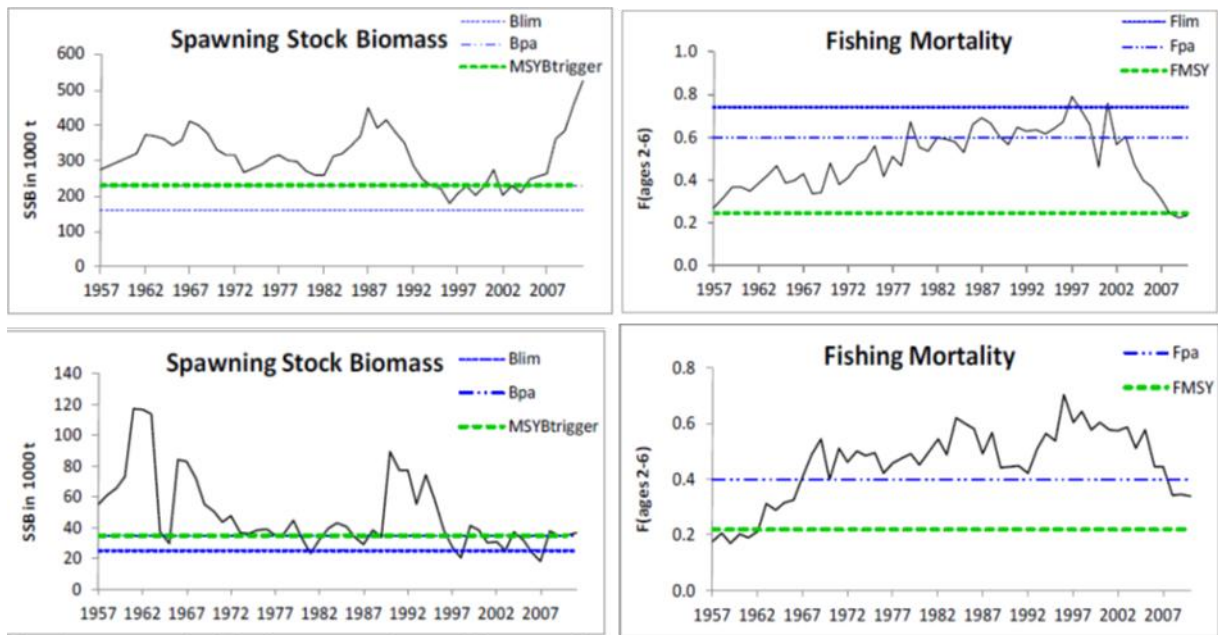 Spawning Stock Biomass
Blim
Bpa
MSYBtrigger
SSB in 1000 t
600
500
400
300
200
100
0
1957 1962 1967 1972 1977 1982 1987 1992 1997 2002 2007
Fishing Mortality
Flim
Fpa
FMSY
F(ages 2-6)
1.0
0.8
0.6
0.4
0.2
0.0
1957 1962 1967 1972 1977 1982 1987 1992 1997 2002 2007
Spawning Stock Biomass
Blim
Bpa
MSYBtrigger
SSB in 1000 t
140
120
100
80
60
40
20
0
1957 1962 1967 1972 1977 1982 1987 1992 1997 2002 2007
Fishing Mortality
Fpa
FMSY
F(ages 2-6)
0.8
0.6
0.4
0.2
0.0
1957 1962 1967 1972 1977 1982 1987 1992 1997 2002 2007